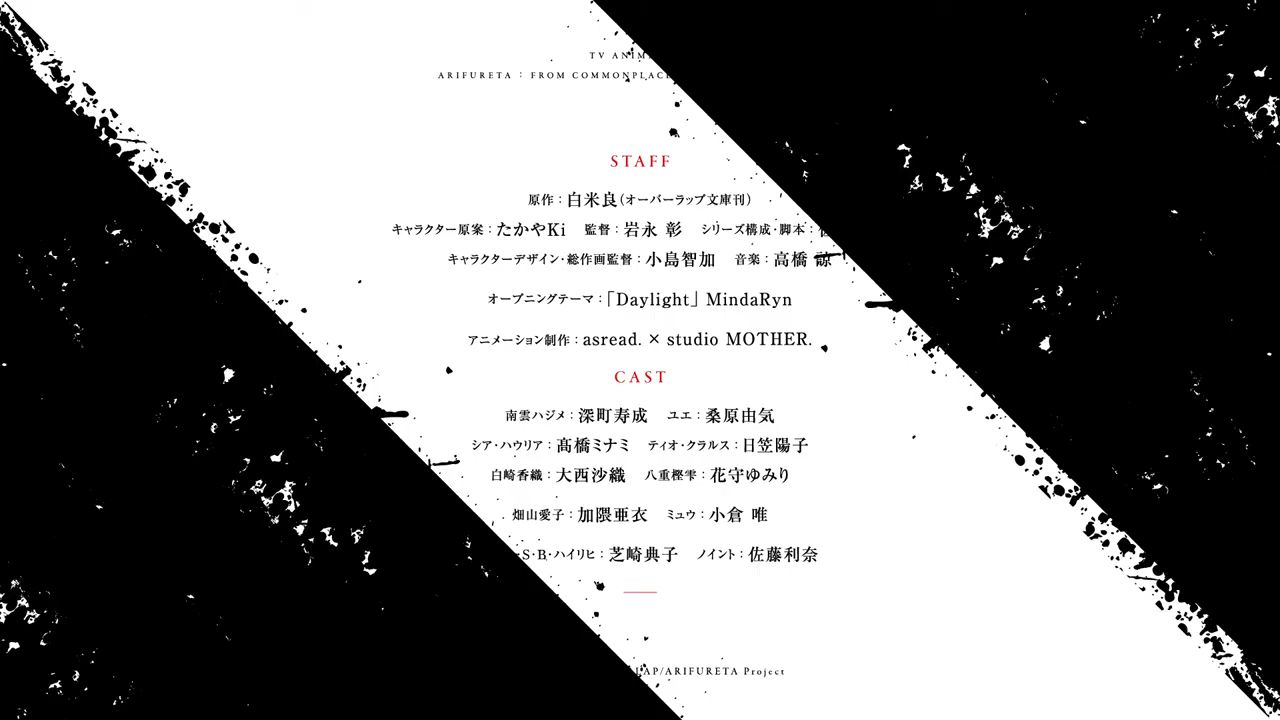 TV ANIM
ARIFURETA : FROM COMMONPLACE
STAFF
原作:白米良(オーバーラップ文庫刊)
キャラクター原案:たかやKi 監督:岩永 彰 シリーズ構成・脚本:
キャラクターデザイン・総作画監督:小島智加 音楽:高橋 諒
オープニングテーマ:「Daylight」MindaRyn
アニメーション制作:asread. × studio MOTHER.
CAST
南雲ハジメ:深町寿成 ユエ:桑原由気
シア・ハウリア:髙橋ミナミ ティオ・クラルス:日笠陽子
白崎香織:大西沙織 八重樫雫:花守ゆみり
畑山愛子:加隈亜衣 ミュウ:小倉 唯
S・B・ハイリヒ:芝崎典子 ノイント:佐藤利奈
LAP/ARIFURETA Project